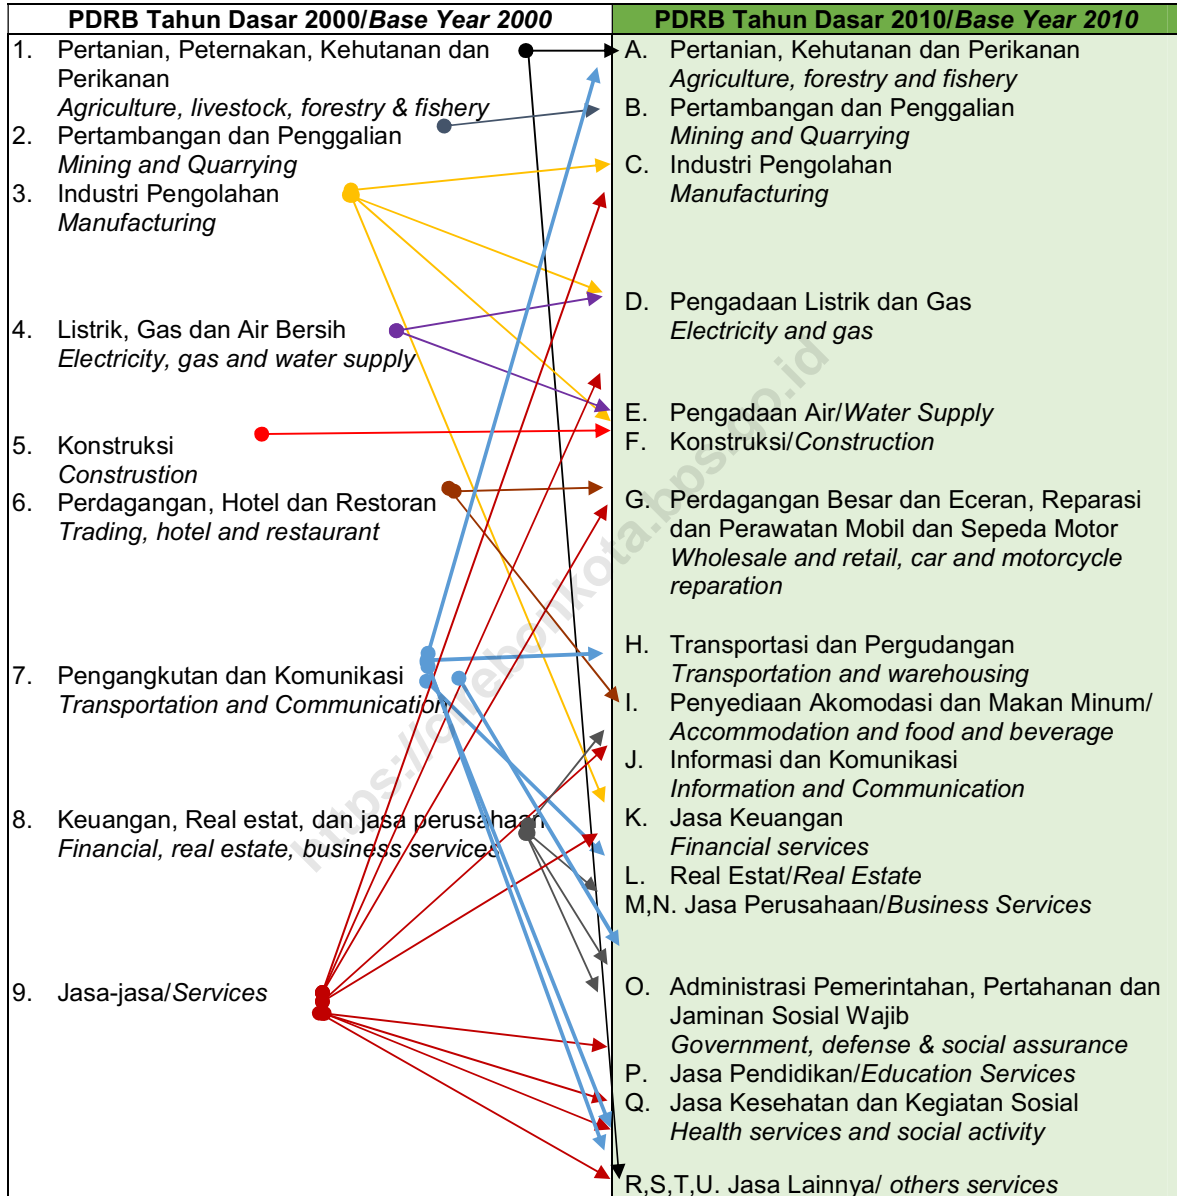 PDRB Tahun Dasar 2000/Base Year 2000
1. Pertanian, Peternakan, Kehutanan dan
Perikanan
Agriculture, livestock, forestry & fishery
2. Pertambangan dan Penggalian
Mining and Quarrying
3. Industri Pengolahan
Manufacturing
4. Listrik, Gas dan Air Bersih
Electricity, gas and water supply
5. Konstruksi
Construstion
6. Perdagangan, Hotel dan Restoran
Trading, hotel and restaurant
7. Pengangkutan dan Komunikasi
Transportation and Communication
8. Keuangan, Real estat, dan jasa perusahaan
Financial, real estate, business services
9. Jasa-jasa/Services
PDRB Tahun Dasar 2010/Base Year 2010
A. Pertanian, Kehutanan dan Perikanan
Agriculture, forestry and fishery
B. Pertambangan dan Penggalian
Mining and Quarrying
C. Industri Pengolahan
Manufacturing
D. Pengadaan Listrik dan Gas
Electricity and gas
E. Pengadaan Air/Water Supply
F. Konstruksi/Construction
G. Perdagangan Besar dan Eceran, Reparasi
dan Perawatan Mobil dan Sepeda Motor
Wholesale and retail, car and motorcycle
reparation
H. Transportasi dan Pergudangan
Transportation and warehousing
I. Penyediaan Akomodasi dan Makan Minum/
Accommodation and food and beverage
J. Informasi dan Komunikasi
Information and Communication
K. Jasa Keuangan
Financial services
L. Real Estat/Real Estate
M,N. Jasa Perusahaan/Business Services
O. Administrasi Pemerintahan, Pertahanan dan
Jaminan Sosial Wajib
Government, defense & social assurance
P. Jasa Pendidikan/Education Services
Q. Jasa Kesehatan dan Kegiatan Sosial
Health services and social activity
R,S,T,U. Jasa Lainnya/ others services
https://cirebonkota.bps.go.id